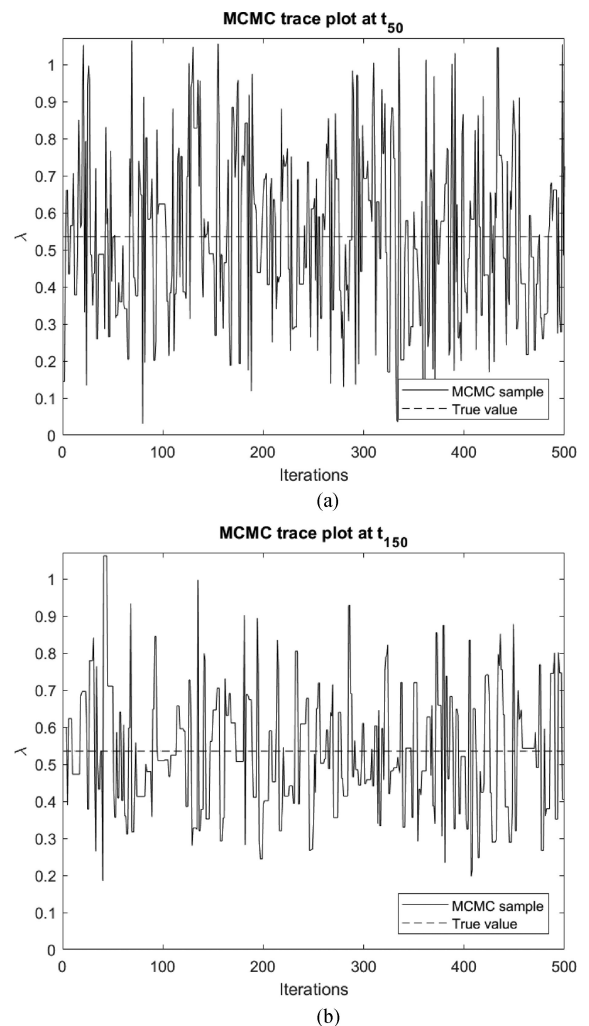 MCMC trace plot at t50
1
0.9
0.8
0.7
0.6
0.5
0.4
0.3
0.2
0.1
0
λ
MCMC sample
True value
0 100 200 300 400 500
Iterations
(a)
MCMC trace plot at t150
1
0.9
0.8
0.7
0.6
0.5
0.4
0.3
0.2
0.1
0
λ
MCMC sample
True value
0 100 200 300 400 500
Iterations
(b)